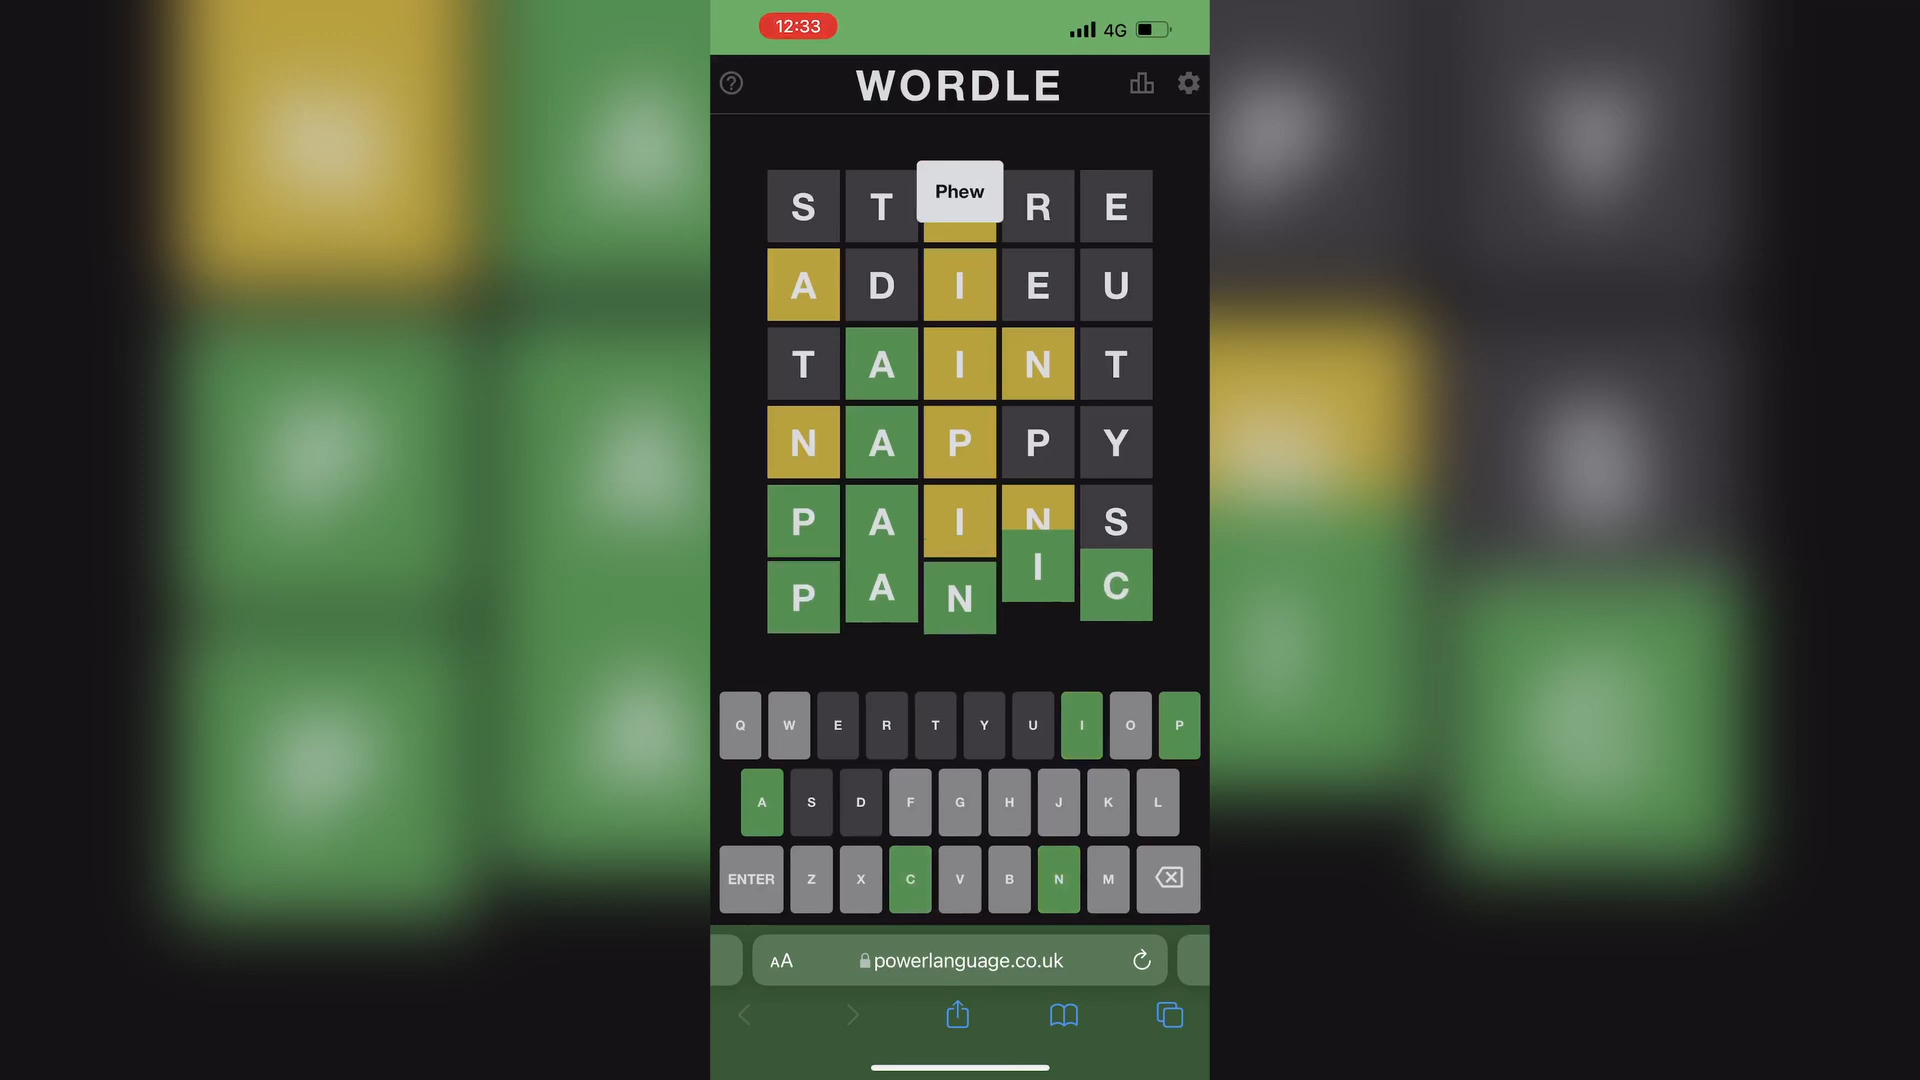 12:33 4G
WORDLE
Phew
S T R E
A D I E U
T A I N T
N A P P Y
P A I N S
P A N I C
Q W E R T Y U I O P
A S D F G H J K L
ENTER Z X C V B N M
AA powerlanguage.co.uk